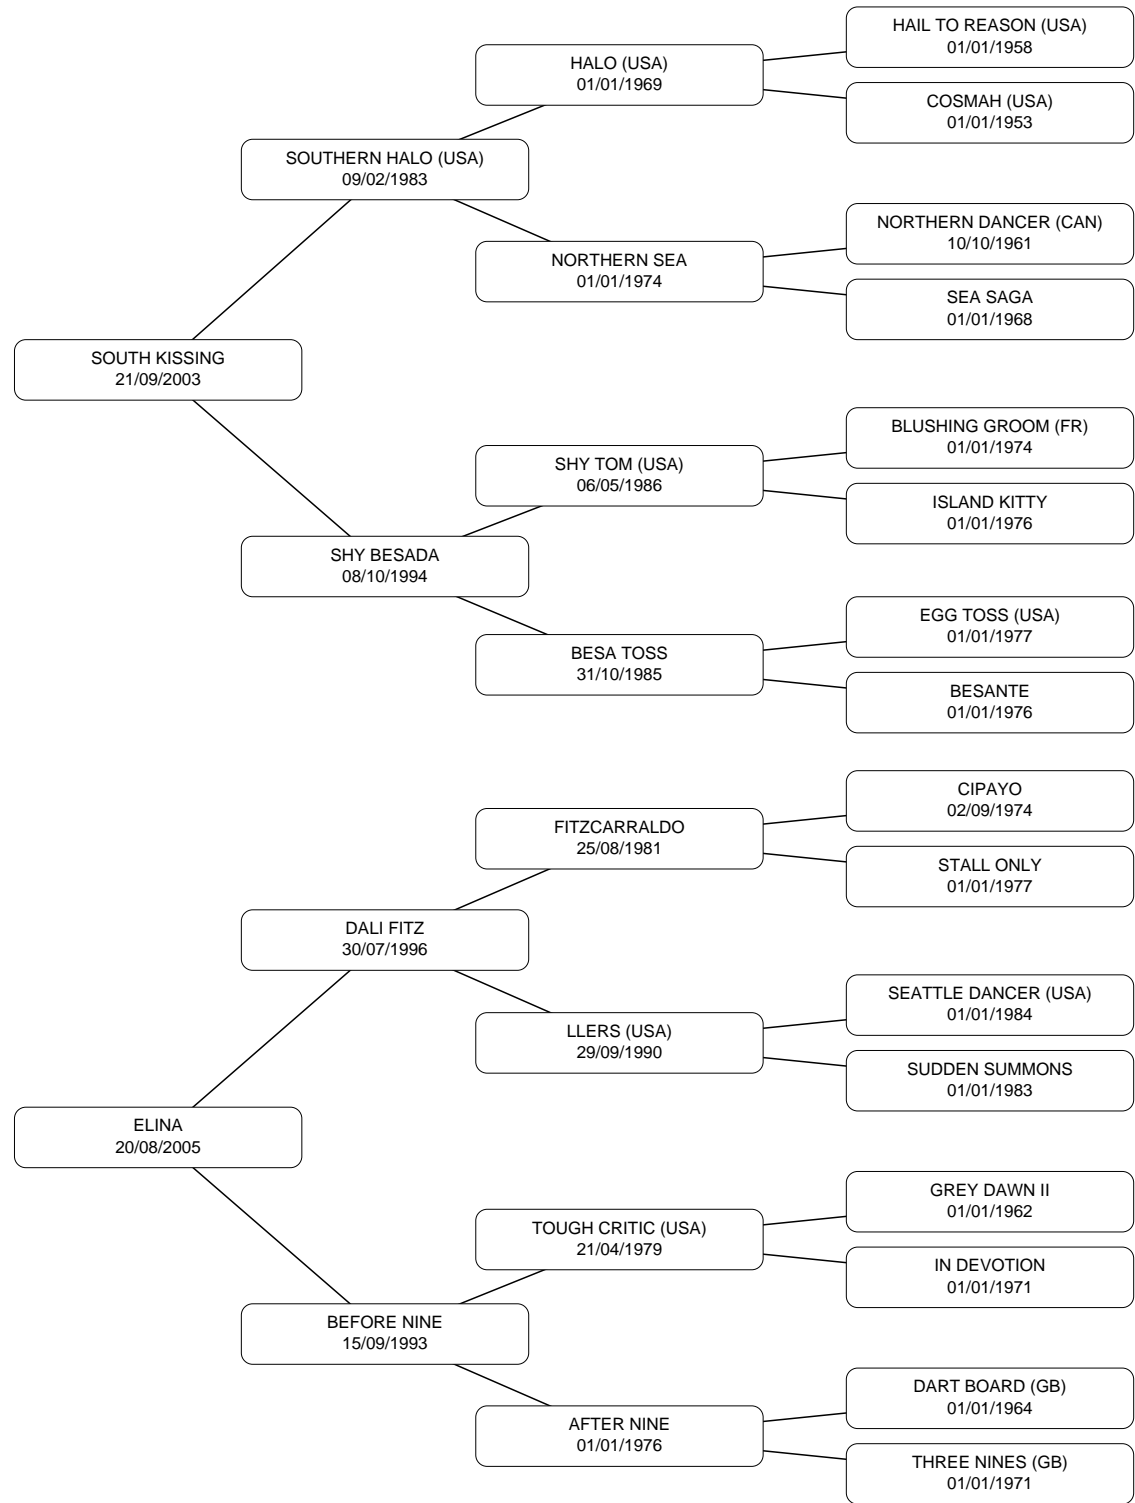 HAIL TO REASON (USA)
01/01/1958
HALO (USA)
01/01/1969
COSMAH (USA)
01/01/1953
SOUTHERN HALO (USA)
09/02/1983
NORTHERN DANCER (CAN)
10/10/1961
NORTHERN SEA
01/01/1974
SEA SAGA
01/01/1968
SOUTH KISSING
21/09/2003
BLUSHING GROOM (FR)
01/01/1974
SHY TOM (USA)
06/05/1986
ISLAND KITTY
01/01/1976
SHY BESADA
08/10/1994
EGG TOSS (USA)
01/01/1977
BESA TOSS
31/10/1985
BESANTE
01/01/1976
CIPAYO
02/09/1974
FITZCARRALDO
25/08/1981
STALL ONLY
01/01/1977
DALI FITZ
30/07/1996
SEATTLE DANCER (USA)
01/01/1984
LLERS (USA)
29/09/1990
SUDDEN SUMMONS
01/01/1983
ELINA
20/08/2005
GREY DAWN II
01/01/1962
TOUGH CRITIC (USA)
21/04/1979
IN DEVOTION
01/01/1971
BEFORE NINE
15/09/1993
DART BOARD (GB)
01/01/1964
AFTER NINE
01/01/1976
THREE NINES (GB)
01/01/1971